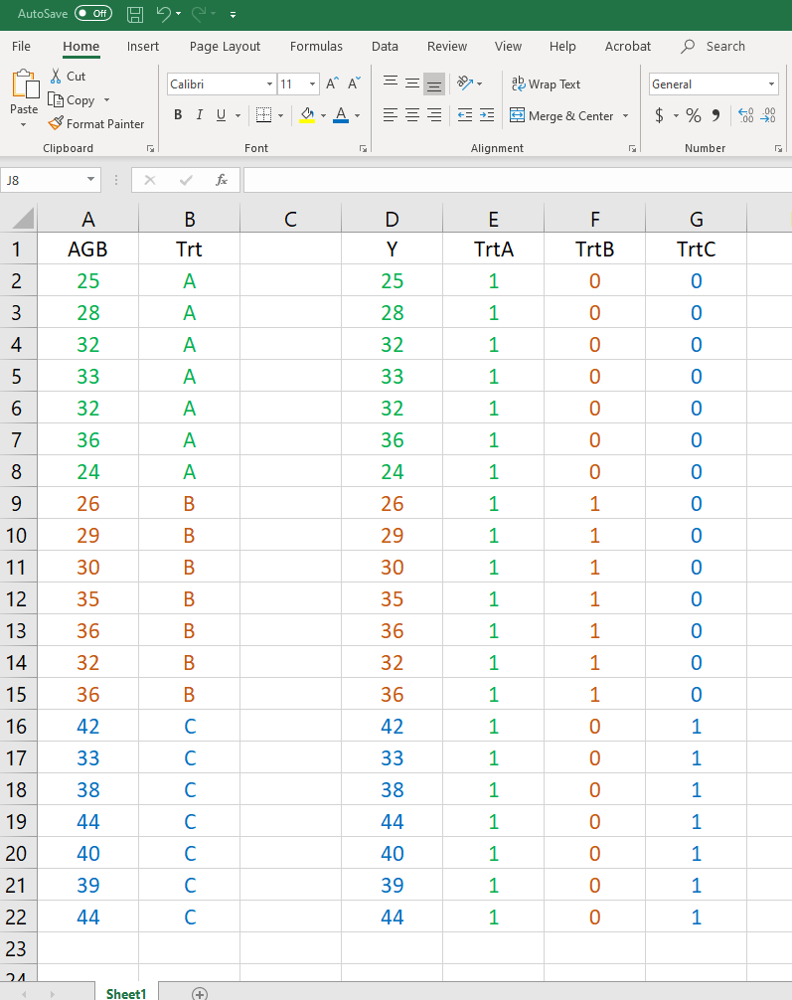 AutoSave Off
File Home Insert Page Layout Formulas Data Review View Help Acrobat Search
Paste
Cut
Copy
Format Painter
Clipboard
Calibri 11 A A
B I U A
Font
ab Wrap Text
Merge & Center
Alignment
General
$ % , .00 .00
Number
J8 fx
A B C D E F G
1 AGB Trt Y TrtA TrtB TrtC
2 25 A 25 1 0 0
3 28 A 28 1 0 0
4 32 A 32 1 0 0
5 33 A 33 1 0 0
6 32 A 32 1 0 0
7 36 A 36 1 0 0
8 24 A 24 1 0 0
9 26 B 26 1 1 0
10 29 B 29 1 1 0
11 30 B 30 1 1 0
12 35 B 35 1 1 0
13 36 B 36 1 1 0
14 32 B 32 1 1 0
15 36 B 36 1 1 0
16 42 C 42 1 0 1
17 33 C 33 1 0 1
18 38 C 38 1 0 1
19 44 C 44 1 0 1
20 40 C 40 1 0 1
21 39 C 39 1 0 1
22 44 C 44 1 0 1
23
24
Sheet1